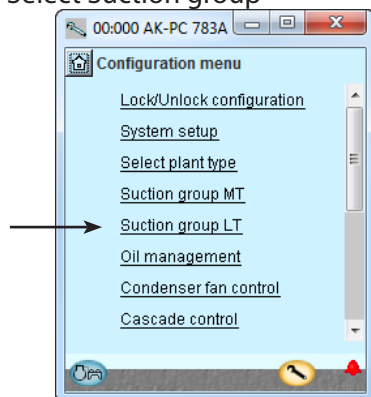 Select Suction group
00:000 AK-PC 783A
Configuration menu
Lock/Unlock configuration
System setup
Select plant type
Suction group MT
Suction group LT
Oil management
Condenser fan control
Cascade control